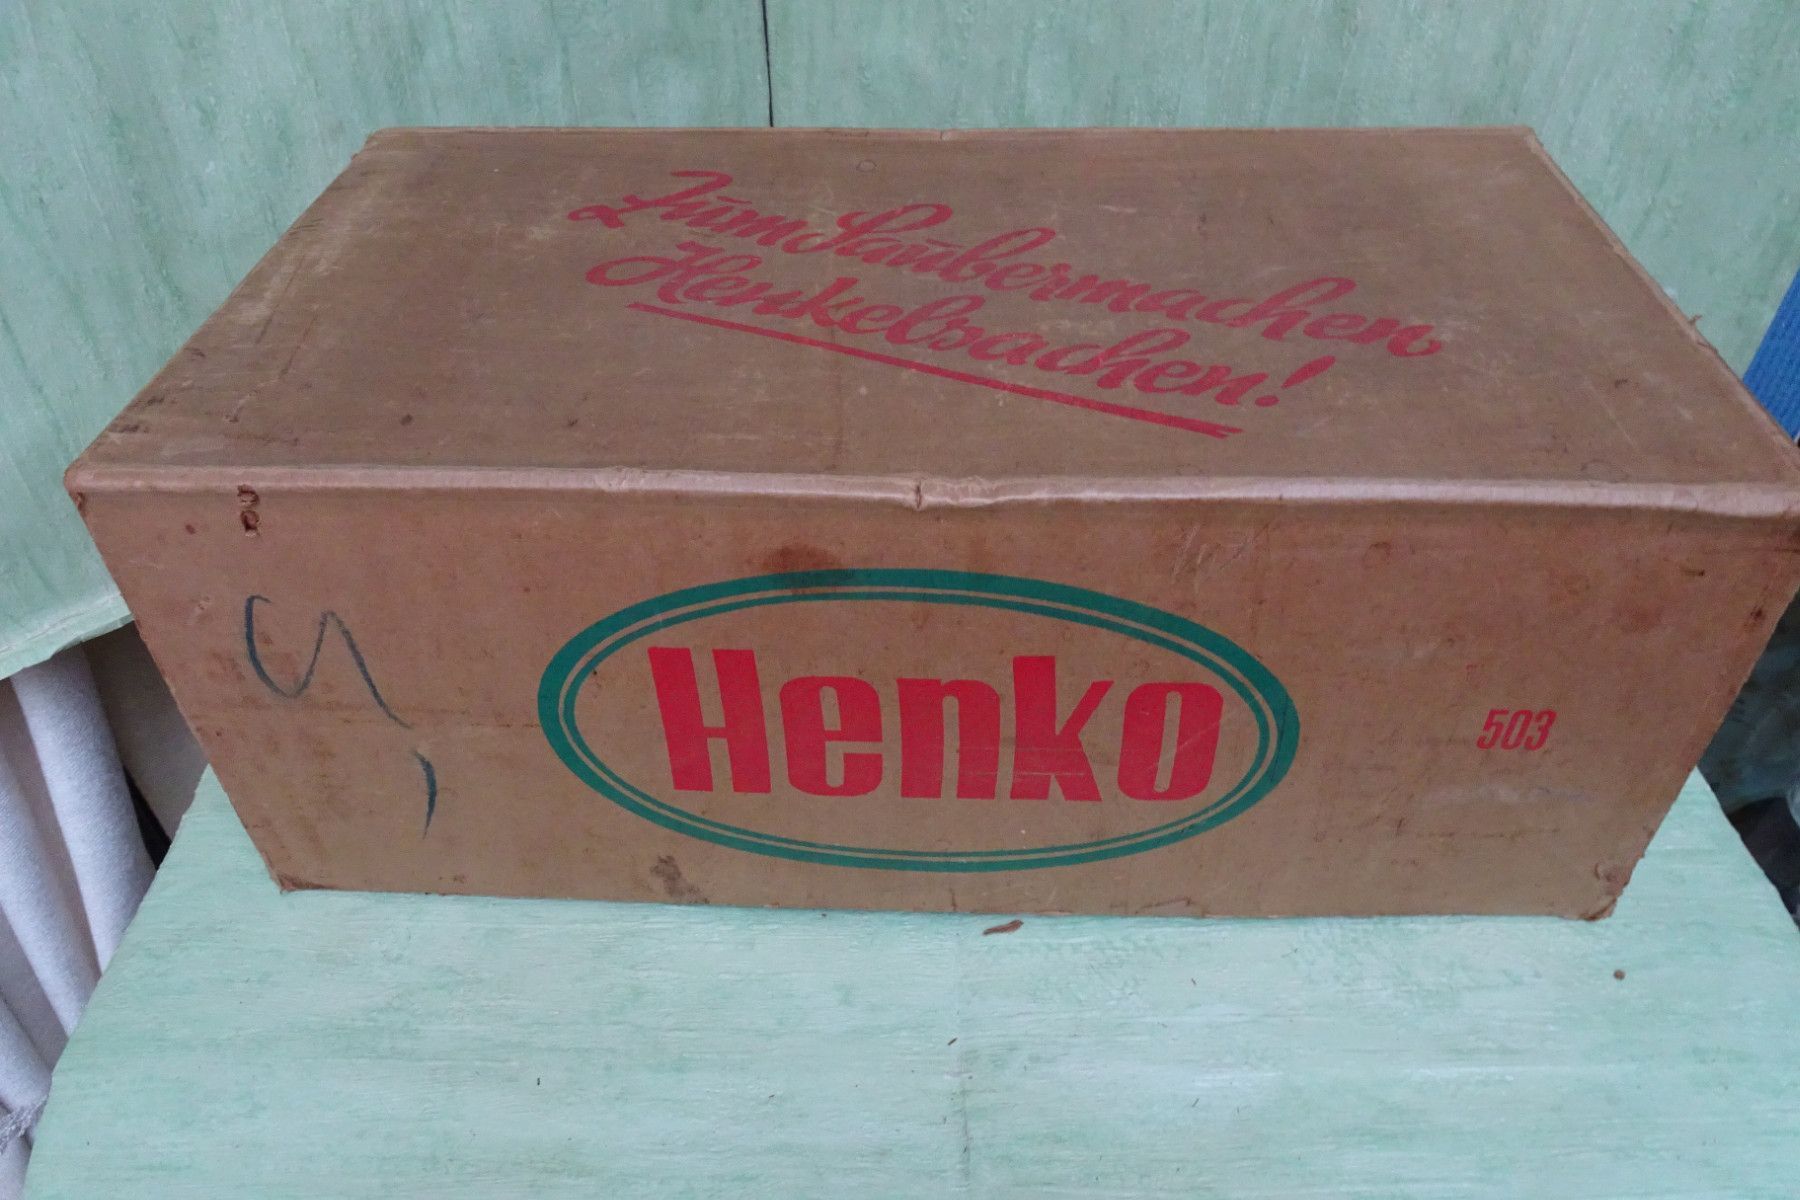 Zum Saubermachen
Henkelsachen!
Henko
503